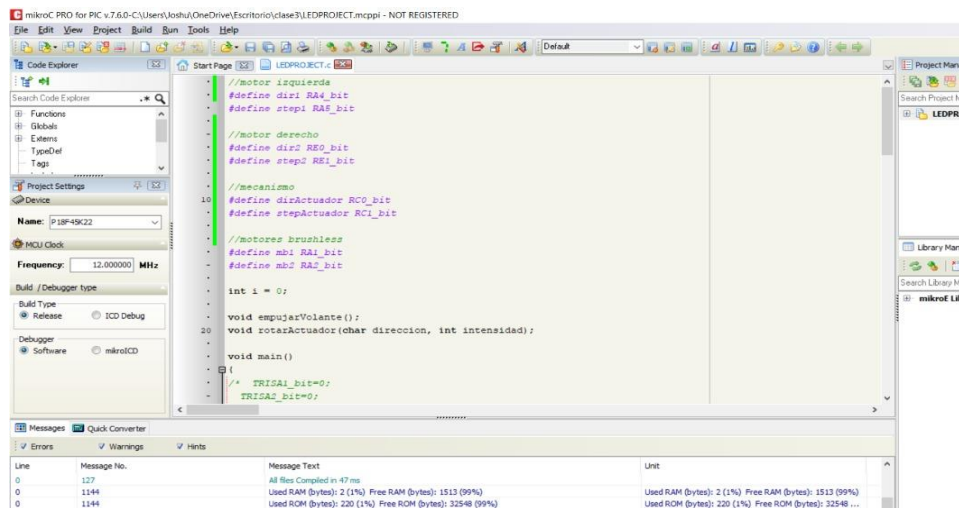 mikroC PRO for PIC v.7.6.0-C:\Users\Joshu\OneDrive\Escritorio\clase3\LEDPROJECT.mcppi - NOT REGISTERED
File Edit View Project Build Run Tools Help
Default
Code Explorer
Start Page LEDPROJECT.c
Project Man
Search Code Explorer
Functions
Globals
Externs
TypeDef
Tags
Search Project M
LEDPR
//motor izquierda
#define dir1 RA4_bit
#define step1 RA5_bit
//motor derecho
#define dir2 RE0_bit
#define step2 RE1_bit
//mecanismo
10 #define dirActuador RC0_bit
#define stepActuador RC1_bit
//motores brushless
#define mb1 RA1_bit
#define mb2 RA2_bit
int i = 0;
void empujarVolante();
20 void rotarActuador(char direccion, int intensidad);
void main()
{
/* TRISA1_bit=0;
TRISA2_bit=0;
Project Settings
Device
Name: P18F45K22
MCU Clock
Frequency: 12.000000 MHz
Build / Debugger type
Build Type
Release ICD Debug
Debugger
Software mikroICD
Library Man
Search Library M
mikroE Li
Messages Quick Converter
Errors Warnings Hints
Line Message No. Message Text Unit
0 127 All files Compiled in 47 ms
0 1144 Used RAM (bytes): 2 (1%) Free RAM (bytes): 1513 (99%) Used RAM (bytes): 2 (1%) Free RAM (bytes): 1513 (99%)
0 1144 Used ROM (bytes): 220 (1%) Free ROM (bytes): 32548 (99%) Used ROM (bytes): 220 (1%) Free ROM (bytes): 32548 ...